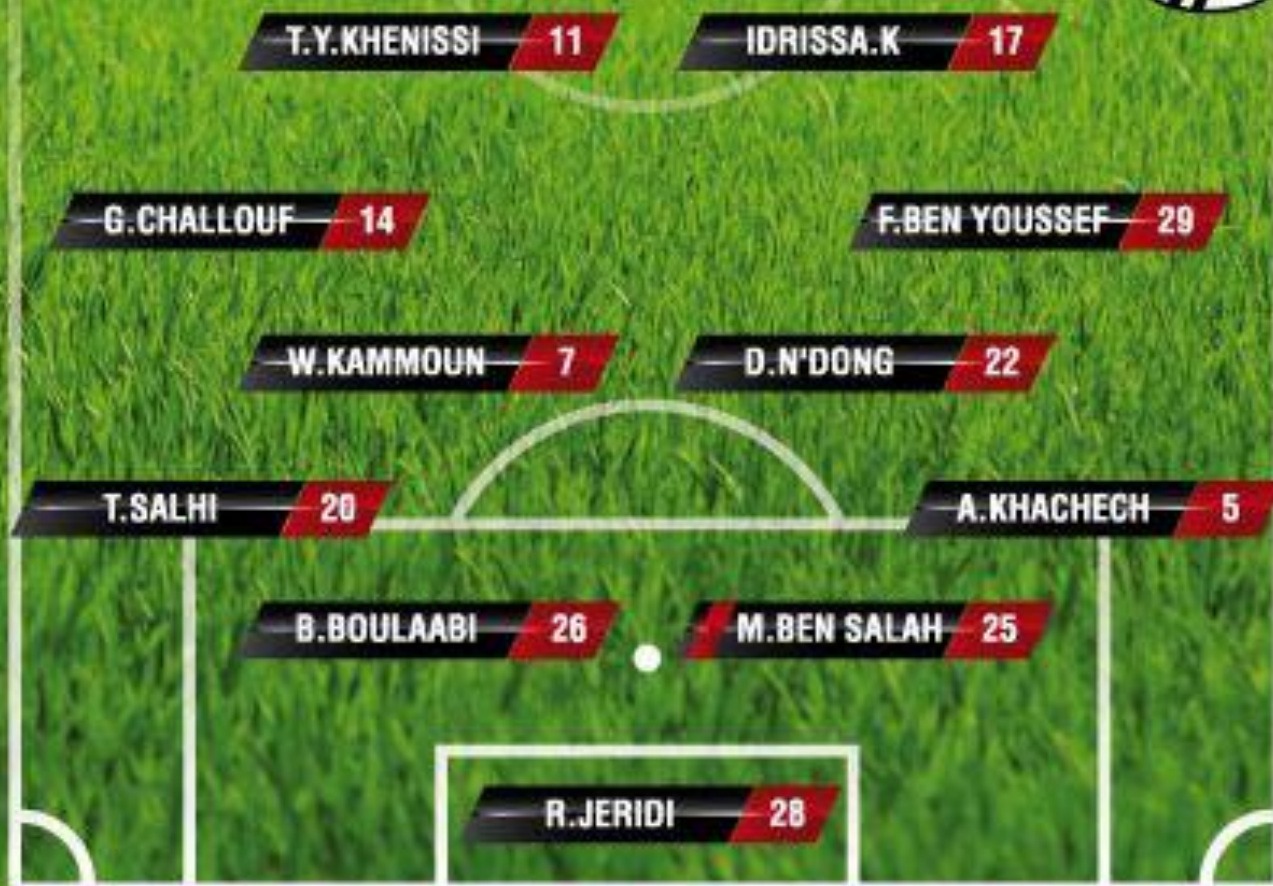 T.Y.KHENISSI 11
IDRISSA.K 17
G.CHALLOUF 14
F.BEN YOUSSEF 29
W.KAMMOUN 7
D.N'DONG 22
T.SALHI 20
A.KHACHECH 5
B.BOULAABI 26
M.BEN SALAH 25
R.JERIDI 28